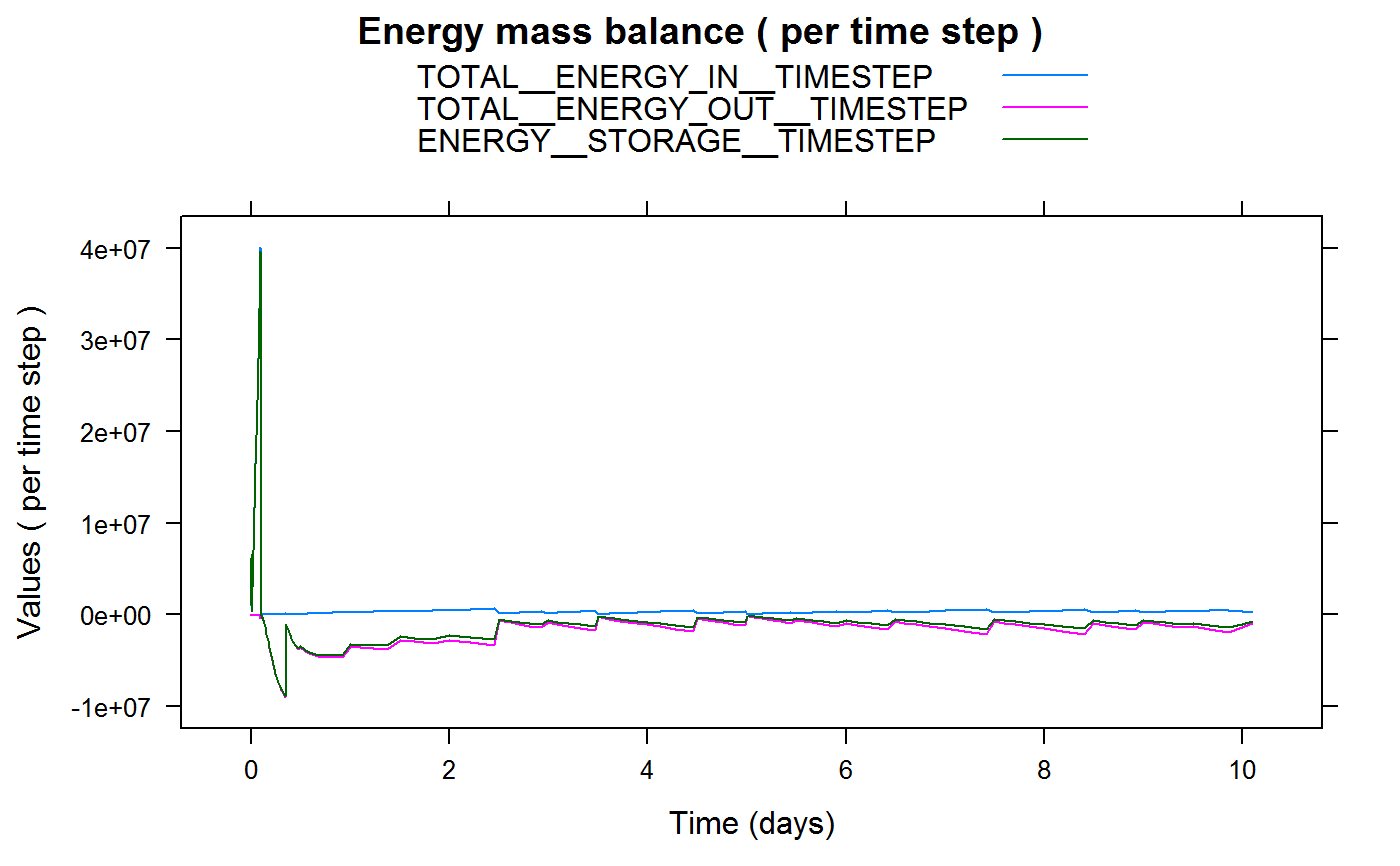 Energy mass balance ( per time step )
TOTAL__ENERGY_IN__TIMESTEP
TOTAL__ENERGY_OUT__TIMESTEP
ENERGY__STORAGE__TIMESTEP
4e+07
3e+07
2e+07
1e+07
0e+00
-1e+07
Values ( per time step )
0 2 4 6 8 10
Time (days)